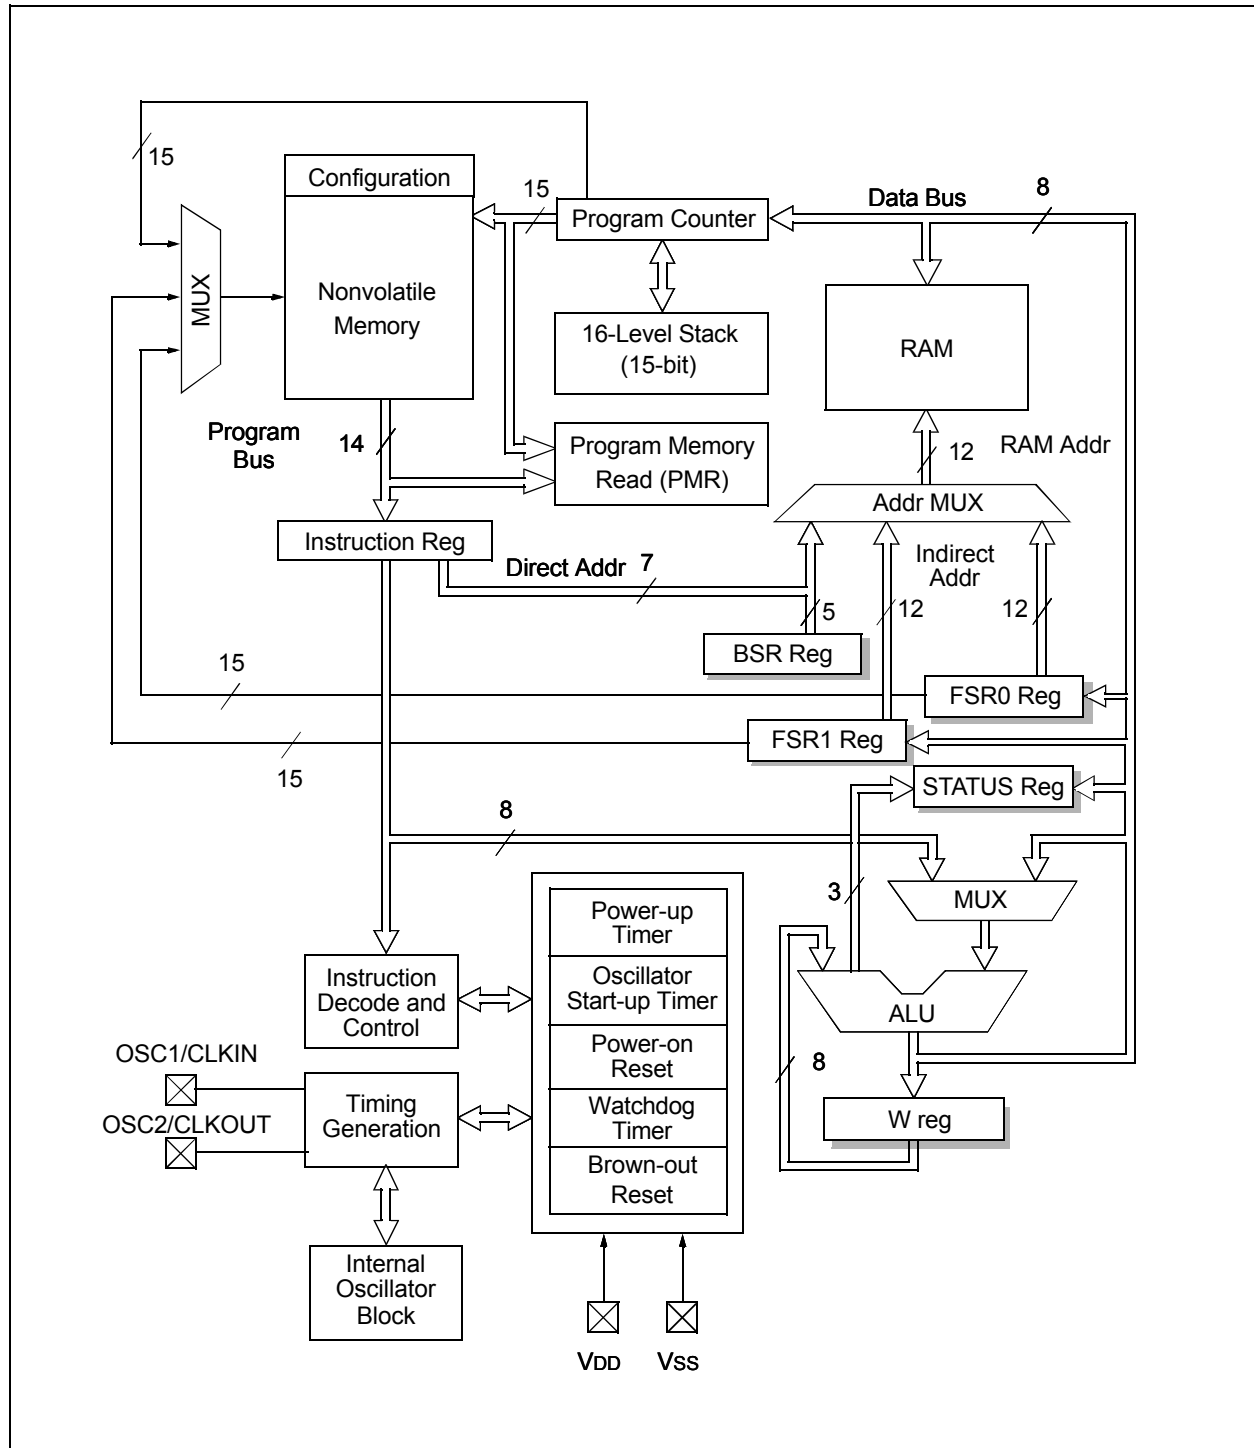 15
Configuration
15
Program Counter
Data Bus
8
MUX
Nonvolatile
Memory
16-Level Stack
(15-bit)
RAM
Program
Bus
14
Program Memory
Read (PMR)
12
RAM Addr
Addr MUX
Instruction Reg
Direct Addr
7
Indirect
Addr
5
12
12
BSR Reg
15
FSR0 Reg
FSR1 Reg
15
STATUS Reg
8
3
MUX
Power-up
Timer
Instruction
Decode and
Control
Oscillator
Start-up Timer
ALU
Power-on
Reset
8
OSC1/CLKIN
OSC2/CLKOUT
Timing
Generation
Watchdog
Timer
W reg
Brown-out
Reset
Internal
Oscillator
Block
VDD
VSS